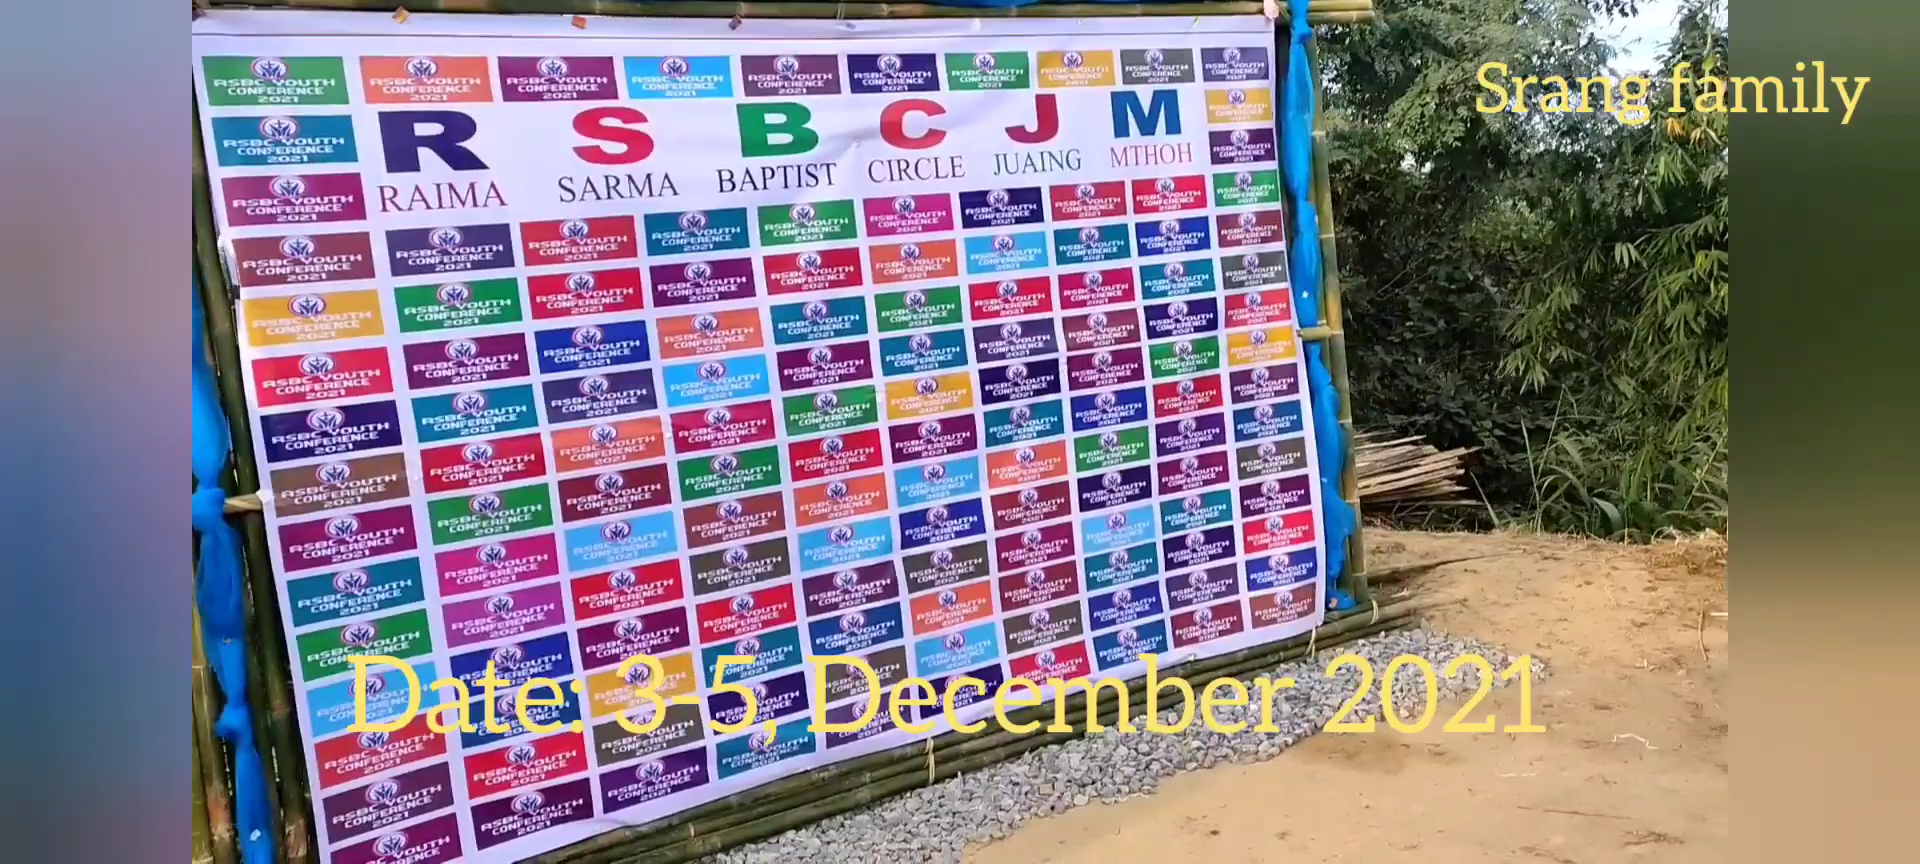 Srang family
R S B C J M
RAIMA SARMA BAPTIST CIRCLE JUAING MTHOH
RSBC YOUTH
CONFERENCE
2021
Date: 3-5, December 2021